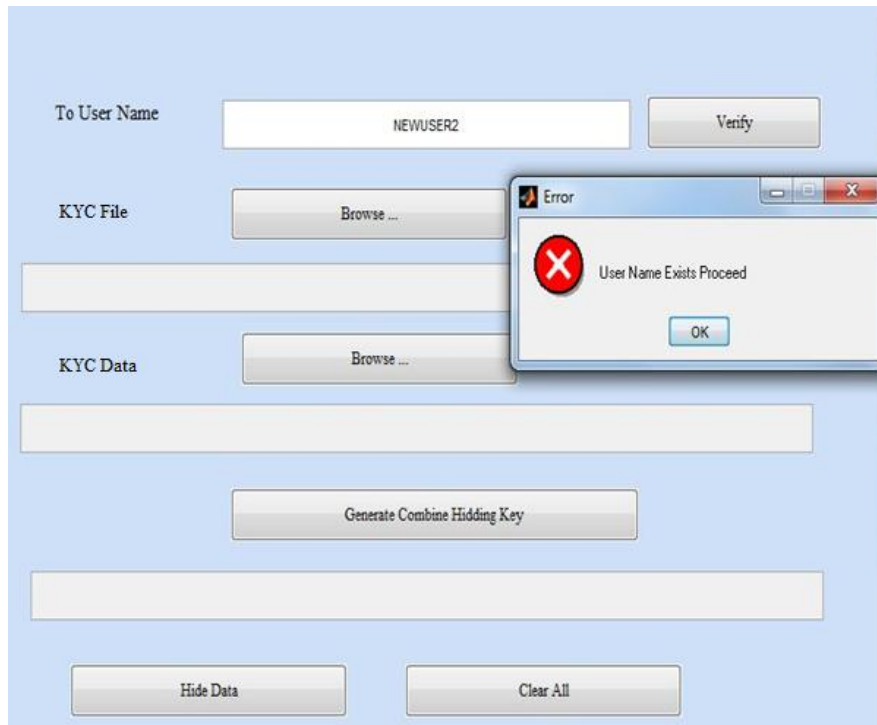 To User Name
NEWUSER2
Verify
KYC File
Browse ...
Error
User Name Exists Proceed
OK
KYC Data
Browse ...
Generate Combine Hidding Key
Hide Data
Clear All